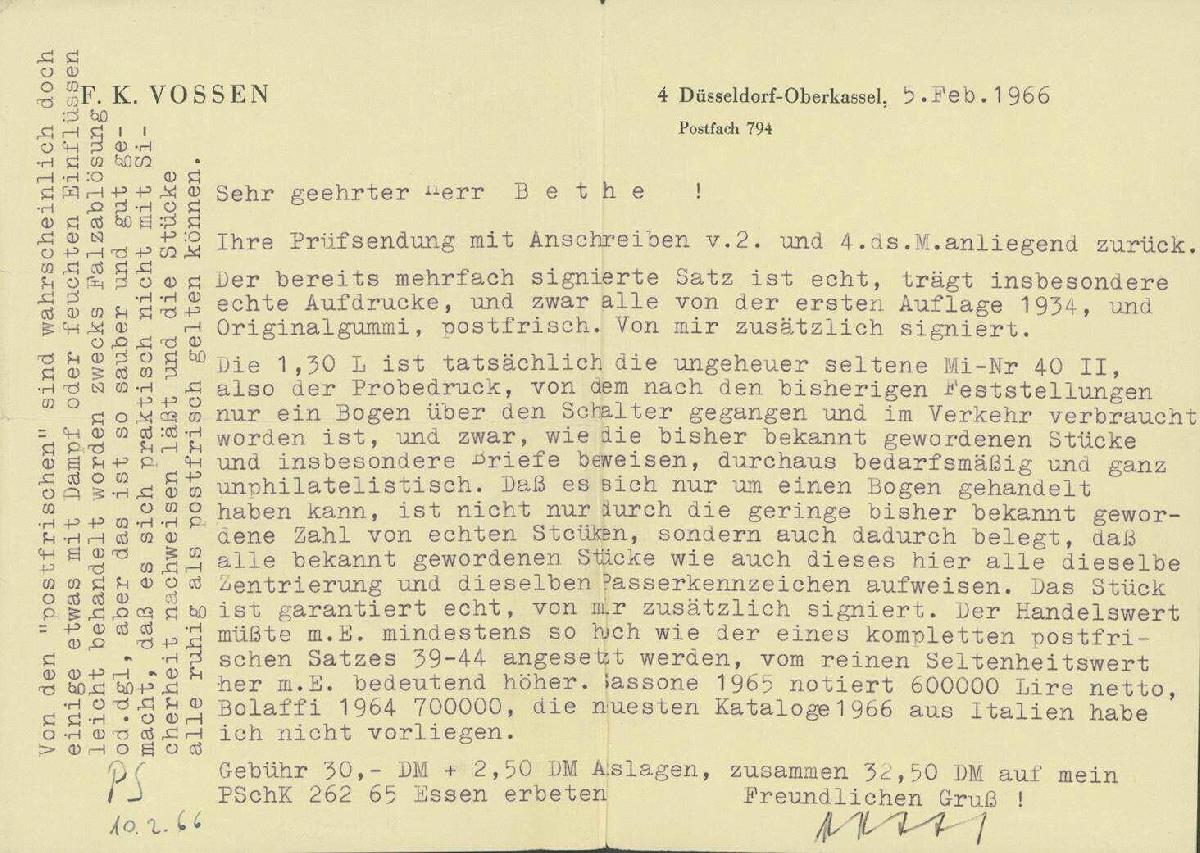 F. K. VOSSEN
4 Düsseldorf-Oberkassel, 5.Feb.1966
Postfach 794
Sehr geehrter Herr B e t h e !
Ihre Prüfsendung mit Anschreiben v.2. und 4.ds.M.anliegend zurück.
Der bereits mehrfach signierte Satz ist echt, trägt insbesondere
echte Aufdrucke, und zwar alle von der ersten Auflage 1934, und
Originalgummi, postfrisch. Von mir zusätzlich signiert.
Die 1,30 L ist tatsächlich die ungeheuer seltene Mi-Nr 40 II,
also der Probedruck, von dem nach den bisherigen Feststellungen
nur ein Bogen über den Schalter gegangen und im Verkehr verbraucht
worden ist, und zwar, wie die bisher bekannt gewordenen Stücke
und insbesondere Briefe beweisen, durchaus bedarfsmäßig und ganz
unphilatelistisch. Daß es sich nur um einen Bogen gehandelt
haben kann, ist nicht nur durch die geringe bisher bekannt gewor-
dene Zahl von echten Stcüken, sondern auch dadurch belegt, daß
alle bekannt gewordenen Stücke wie auch dieses hier alle dieselbe
Zentrierung und dieselben Passerkennzeichen aufweisen. Das Stück
ist garantiert echt, von mir zusätzlich signiert. Der Handelswert
müßte m.E. mindestens so hoch wie der eines kompletten postfri-
schen Satzes 39-44 angesetzt werden, vom reinen Seltenheitswert
her m.E. bedeutend höher. Sassone 1965 notiert 600000 Lire netto,
Bolaffi 1964 700000, die nuesten Kataloge1966 aus Italien habe
ich nicht vorliegen.
Gebühr 30,- DM + 2,50 DM Aslagen, zusammen 32,50 DM auf mein
PSchK 262 65 Essen erbeten
Freundlichen Gruß !
PS
10.2.66
Von den "postfrischen" sind wahrscheinlich doch
einige etwas mit Dampf oder feuchten Einflüssen
leicht behandelt worden zwecks Falzablösung
od.dgl, aber das ist so sauber und gut ge-
macht, daß es sich praktisch nicht mit Si-
cherheit nachweisen läßt und die Stücke
alle ruhig als postfrisch gelten können.